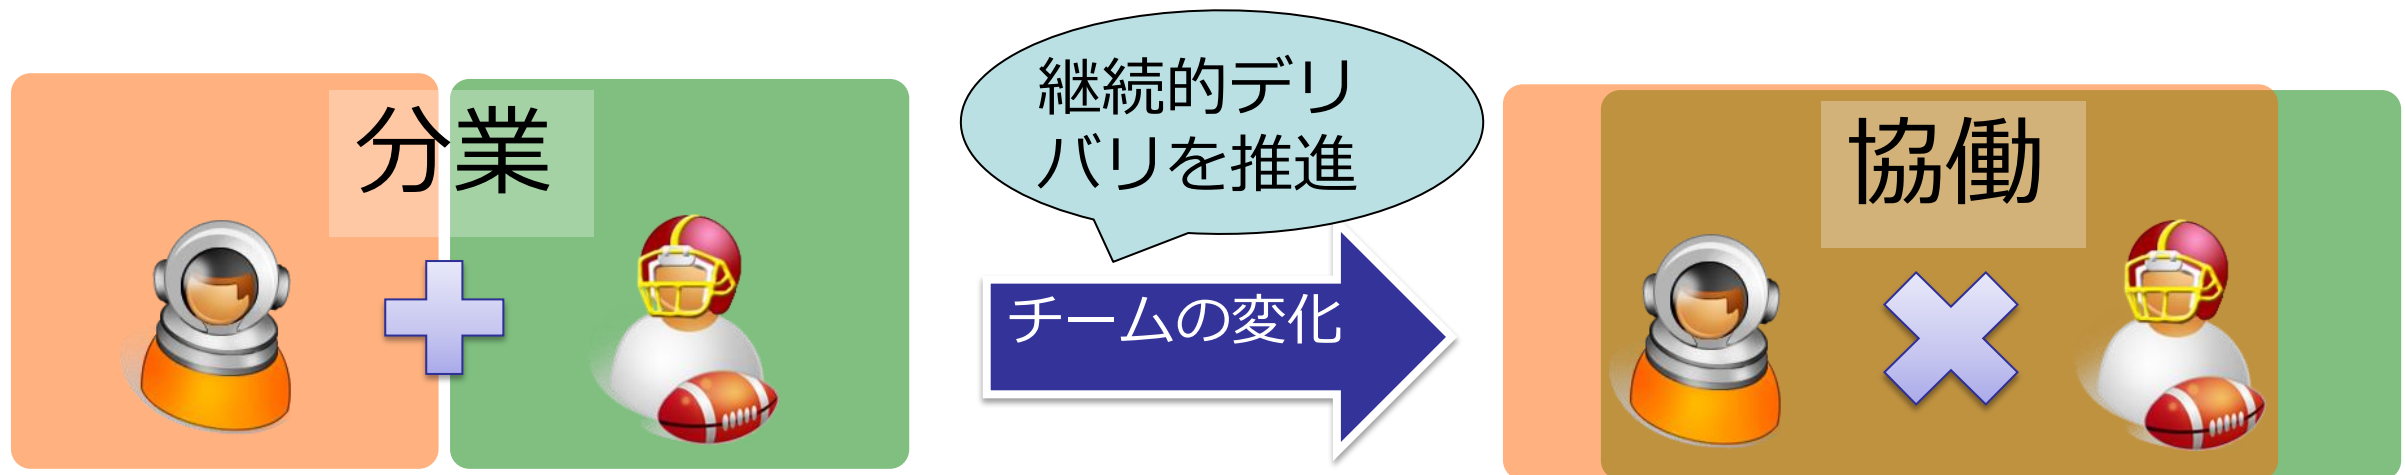 分業
継続的デリ
バリを推進
チームの変化
協働